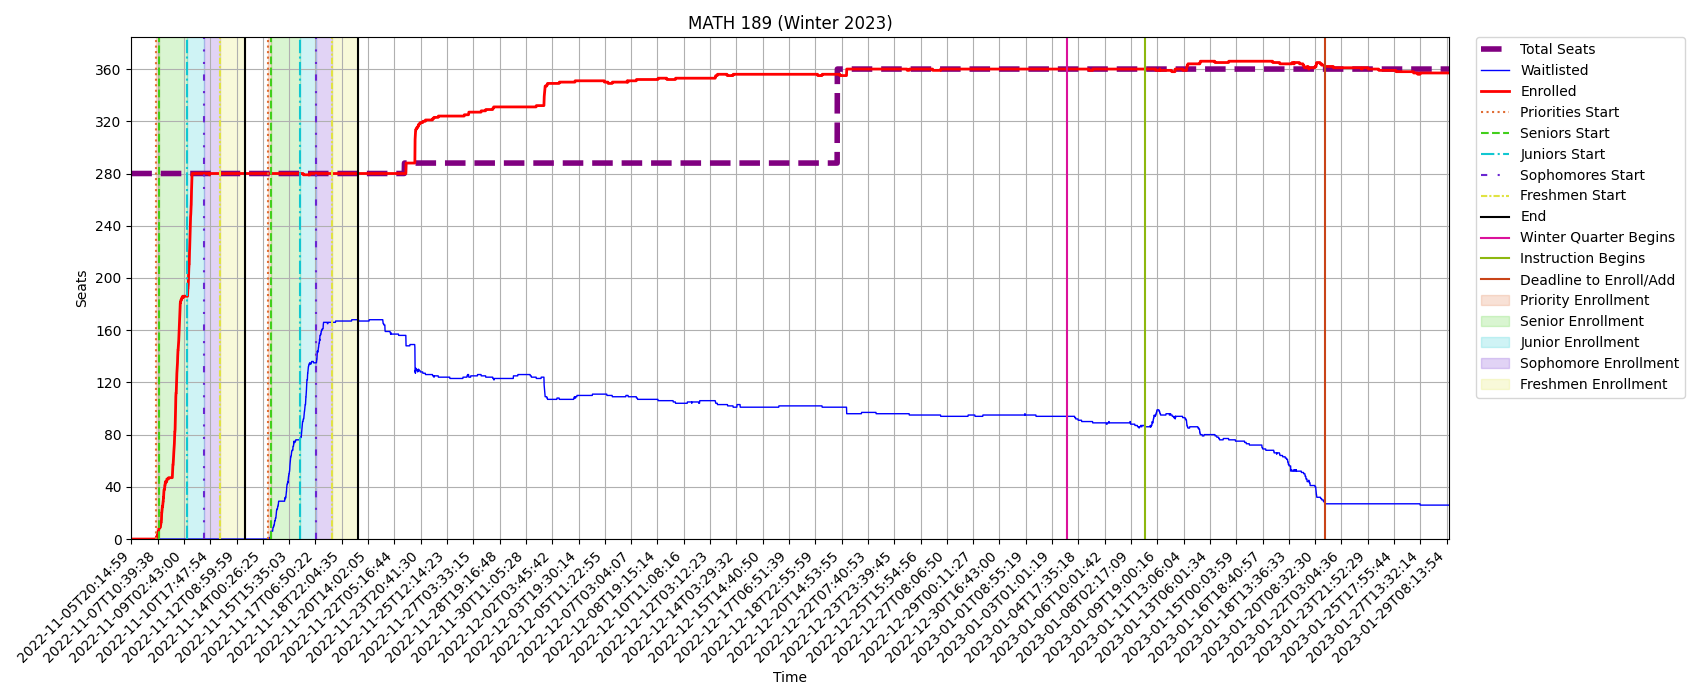 MATH 189 (Winter 2023)
Seats
360
320
280
240
200
160
120
80
40
0
2022-11-05T20:14:59
2022-11-07T10:39:38
2022-11-09T02:43:00
2022-11-10T17:47:54
2022-11-12T08:59:59
2022-11-14T00:26:25
2022-11-15T15:35:03
2022-11-17T06:50:22
2022-11-18T22:04:35
2022-11-20T14:02:05
2022-11-22T05:16:44
2022-11-23T20:41:30
2022-11-25T12:14:23
2022-11-27T03:33:15
2022-11-28T19:16:48
2022-11-30T11:05:28
2022-12-02T03:45:42
2022-12-03T19:30:14
2022-12-05T11:22:55
2022-12-07T03:04:07
2022-12-08T19:15:14
2022-12-10T11:08:16
2022-12-12T03:12:23
2022-12-14T03:29:32
2022-12-15T14:40:50
2022-12-17T06:51:39
2022-12-18T22:55:59
2022-12-20T14:53:55
2022-12-22T07:40:53
2022-12-23T23:39:45
2022-12-25T15:54:56
2022-12-27T08:06:50
2022-12-29T00:11:27
2022-12-30T16:43:00
2023-01-01T08:55:19
2023-01-03T01:01:19
2023-01-04T17:35:18
2023-01-06T10:01:42
2023-01-08T02:17:09
2023-01-09T19:00:16
2023-01-11T13:06:04
2023-01-13T06:01:34
2023-01-15T00:03:59
2023-01-16T18:40:57
2023-01-18T13:36:33
2023-01-20T08:32:30
2023-01-22T03:04:36
2023-01-23T21:52:29
2023-01-25T17:55:44
2023-01-27T13:32:14
2023-01-29T08:13:54
Time
Total Seats
Waitlisted
Enrolled
Priorities Start
Seniors Start
Juniors Start
Sophomores Start
Freshmen Start
End
Winter Quarter Begins
Instruction Begins
Deadline to Enroll/Add
Priority Enrollment
Senior Enrollment
Junior Enrollment
Sophomore Enrollment
Freshmen Enrollment